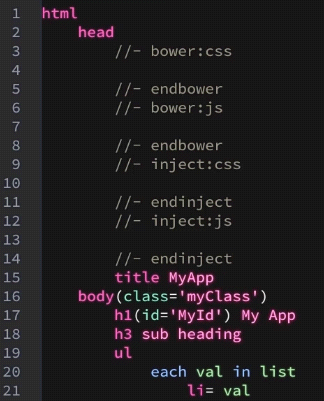 1 html
2 head
3 //- bower:css
4
5 //- endbower
6 //- bower:js
7
8 //- endbower
9 //- inject:css
10
11 //- endinject
12 //- inject:js
13
14 //- endinject
15 title MyApp
16 body(class='myClass')
17 h1(id='MyId') My App
18 h3 sub heading
19 ul
20 each val in list
21 li= val